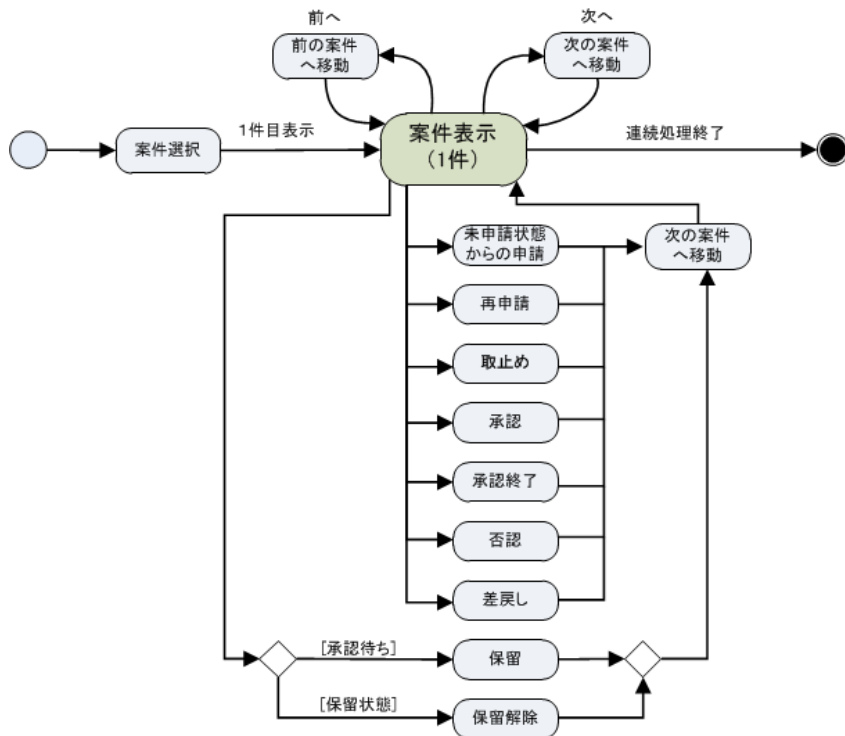 前へ
次へ
前の案件
へ移動
次の案件
へ移動
案件選択
1件目表示
案件表示
(1件)
連続処理終了
未申請状態
からの申請
次の案件
へ移動
再申請
取止め
承認
承認終了
否認
差戻し
[承認待ち]
保留
[保留状態]
保留解除